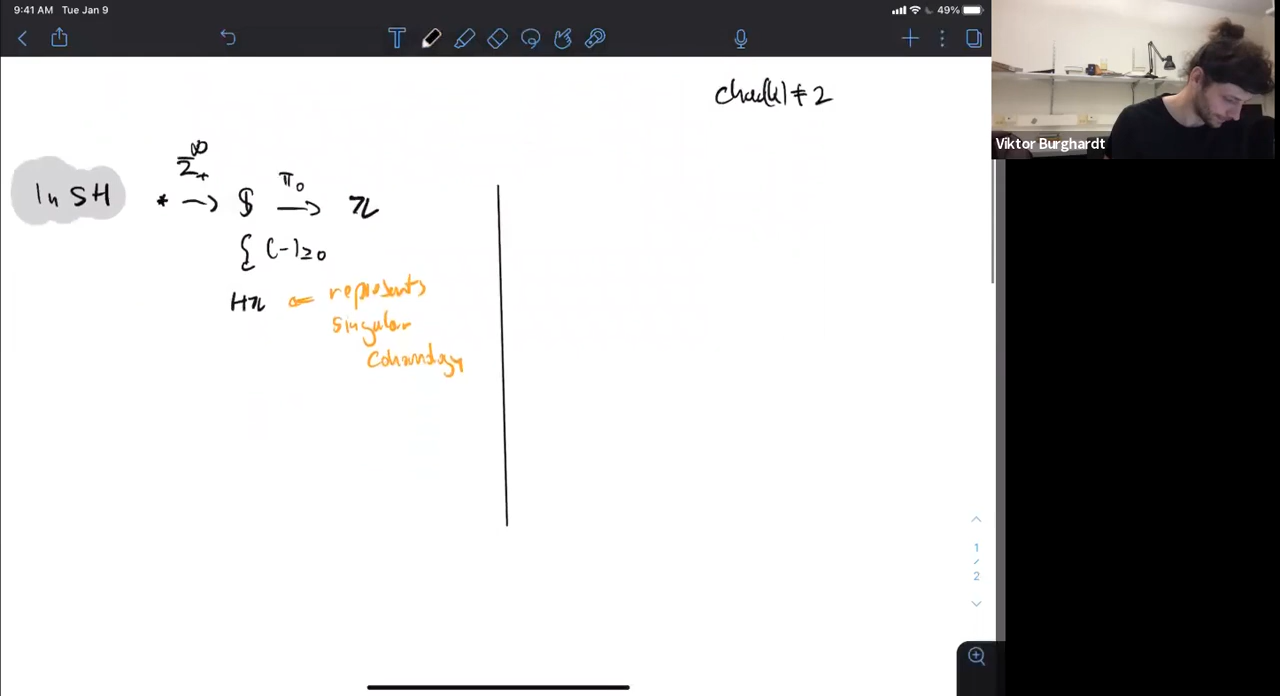 9:41 AM Tue Jan 9
49%
Viktor Burghardt
char(k) ≠ 2
In SH
Σ^∞_+
* → 𝕊 →^{π_0} ℤ
(-)≥0
Hℤ ← represents
singular
cohomology
1
/
2